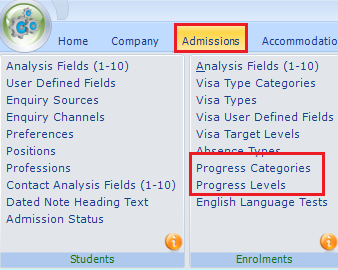 Home Company Admissions Accommodatio
Analysis Fields (1-10)
User Defined Fields
Enquiry Sources
Enquiry Channels
Preferences
Positions
Professions
Contact Analysis Fields (1-10)
Dated Note Heading Text
Admission Status
Students
Analysis Fields (1-10)
Visa Type Categories
Visa Types
Visa User Defined Fields
Visa Target Levels
Absence Types
Progress Categories
Progress Levels
English Language Tests
Enrolments